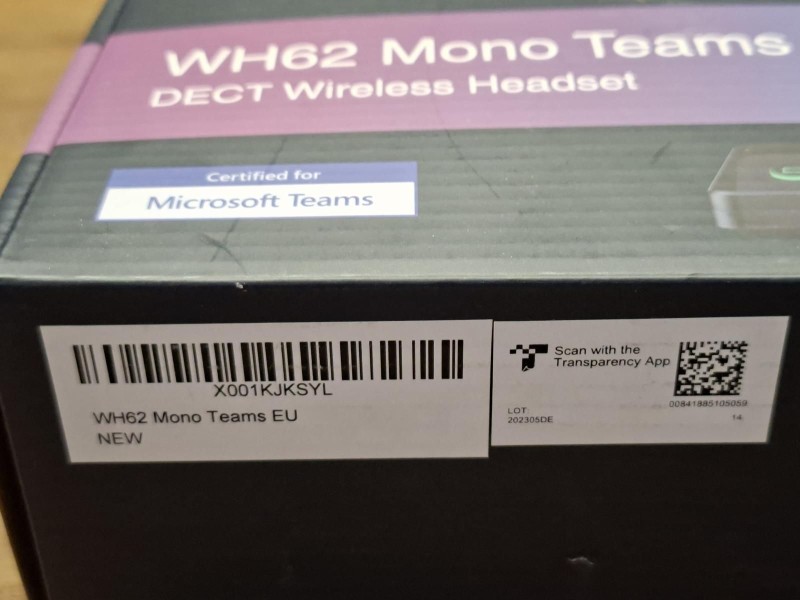 WH62 Mono Teams
DECT Wireless Headset
Certified for
Microsoft Teams
X001KJKSYL
WH62 Mono Teams EU
NEW
Scan with the
Transparency App
00841885105059
LOT:
202305DE
14